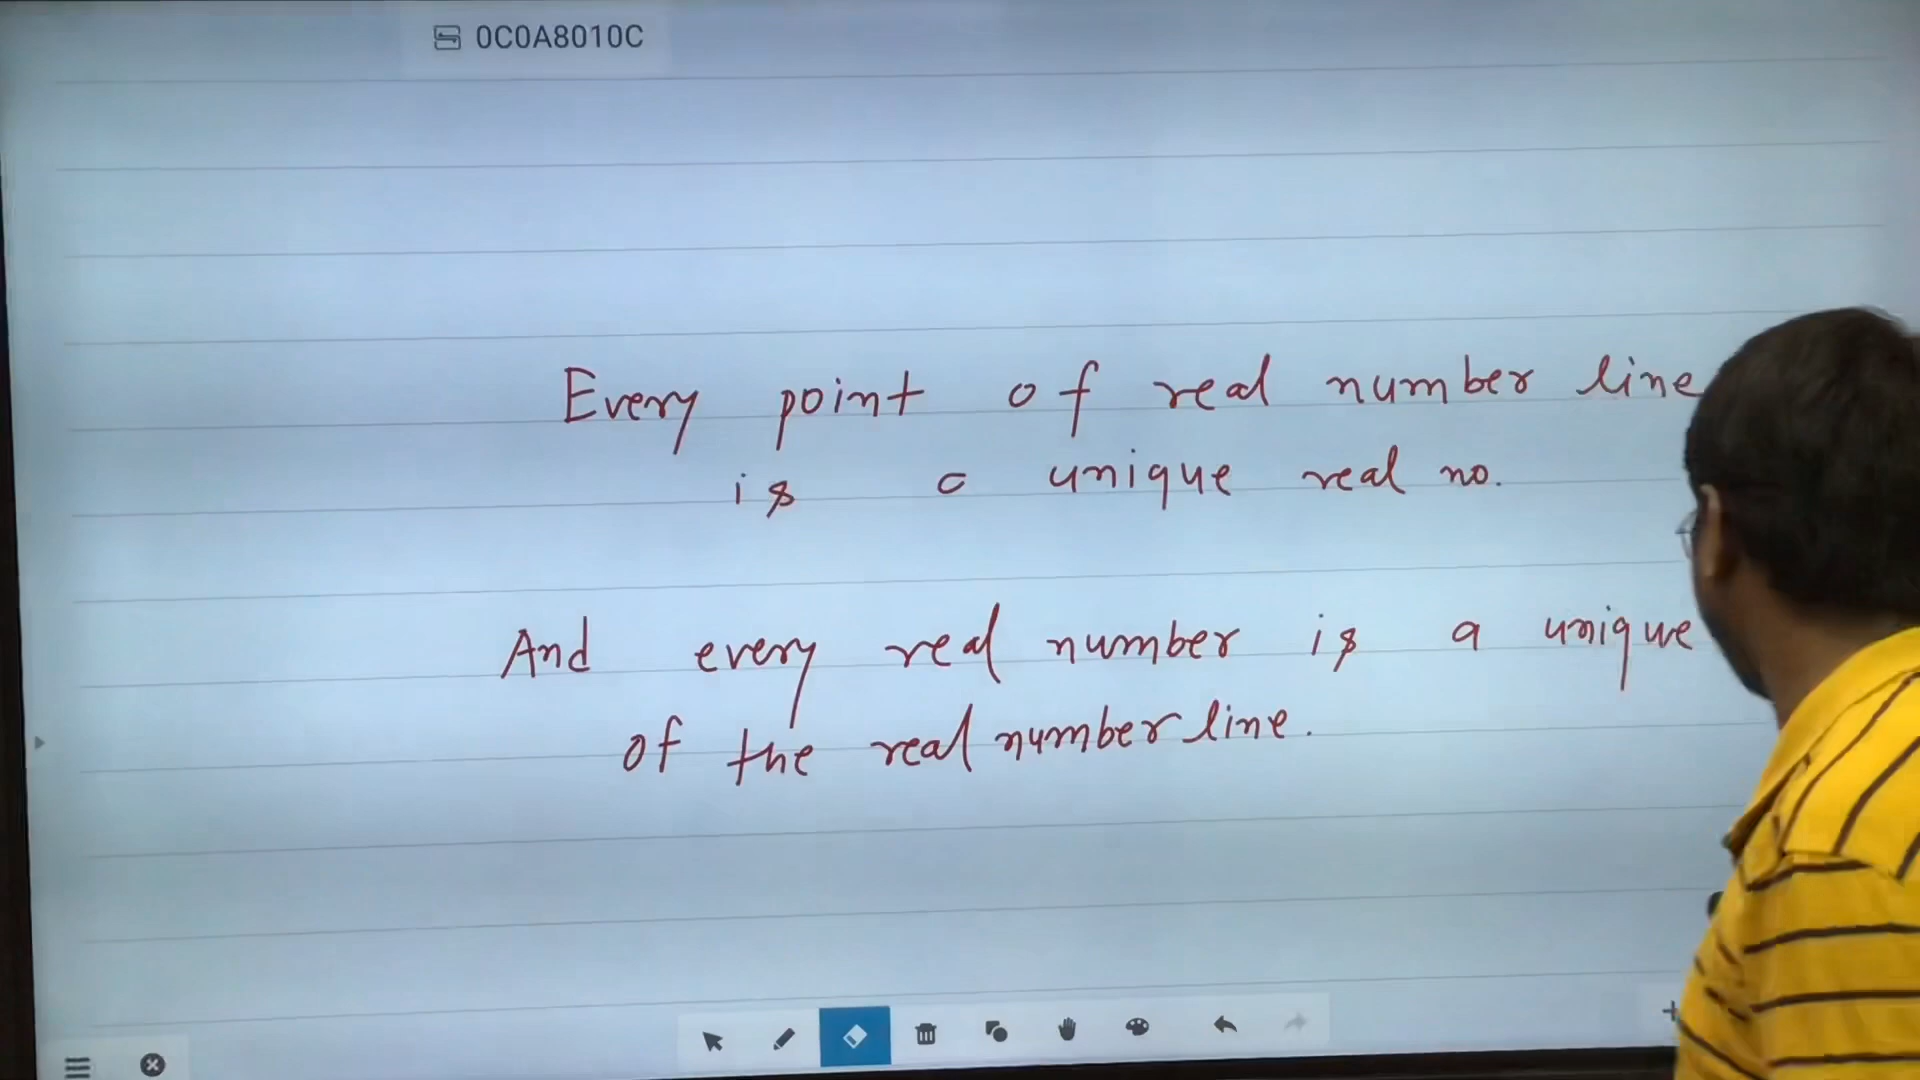 0C0A8010C
Every point of real number line
is a unique real no.
And every real number is a unique
of the real number line.